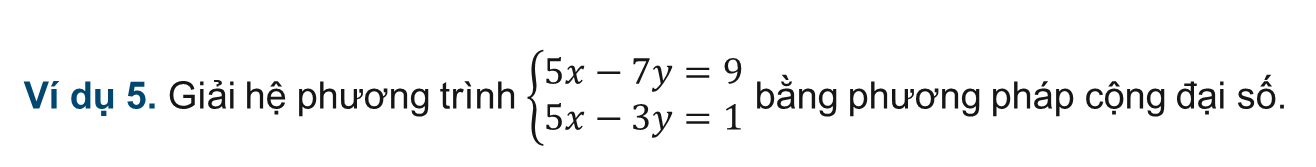 Ví dụ 5. Giải hệ phương trình {5x − 7y = 9
5x − 3y = 1 bằng phương pháp cộng đại số.